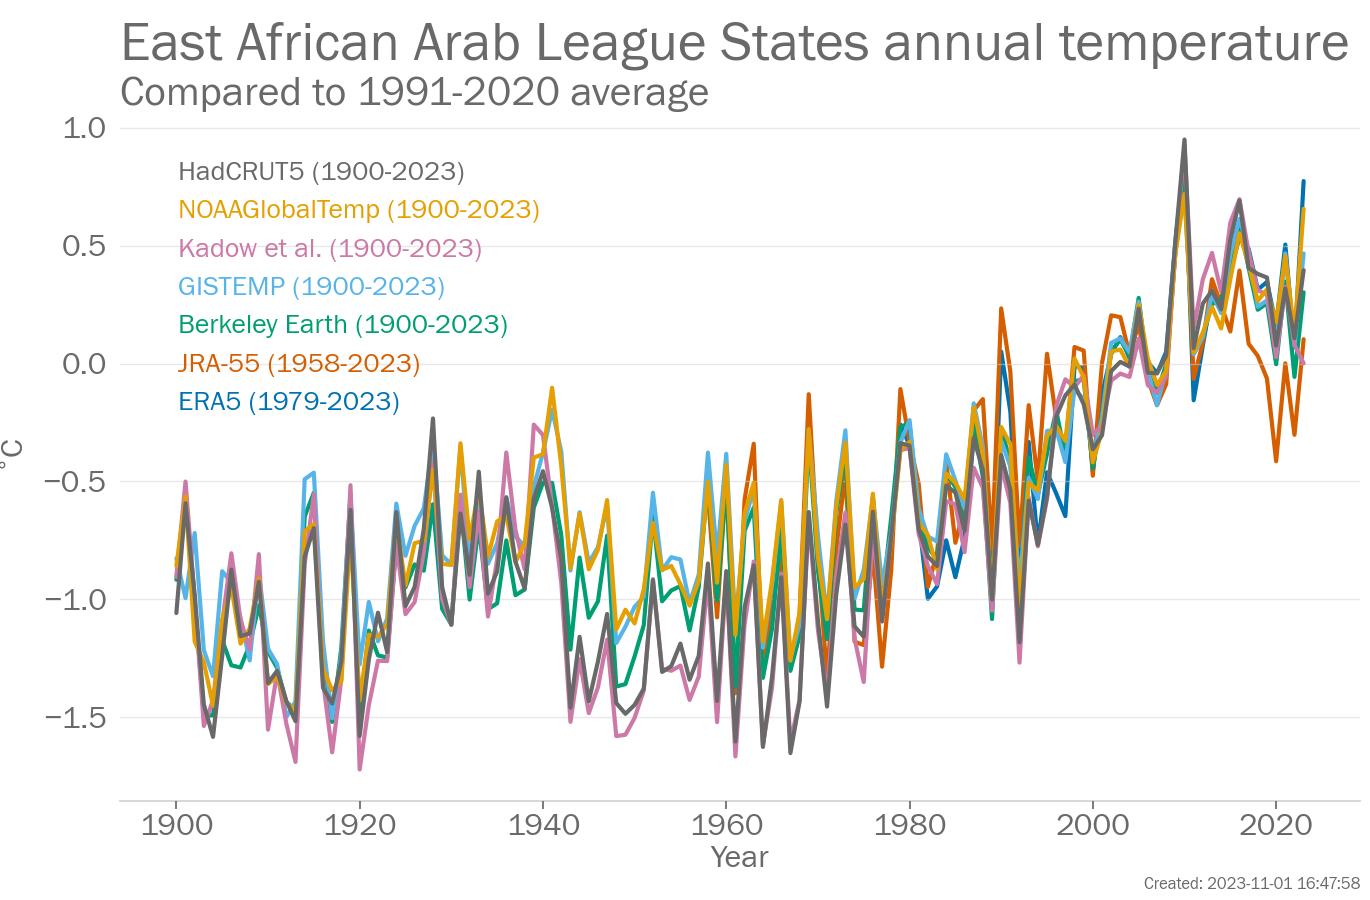 East African Arab League States annual temperature
Compared to 1991-2020 average
1.0
HadCRUT5 (1900-2023)
NOAAGlobalTemp (1900-2023)
0.5
Kadow et al. (1900-2023)
GISTEMP (1900-2023)
Berkeley Earth (1900-2023)
0.0
JRA-55 (1958-2023)
ERA5 (1979-2023)
°C
−0.5
−1.0
−1.5
1900 1920 1940 1960 1980 2000 2020
Year
Created: 2023-11-01 16:47:58